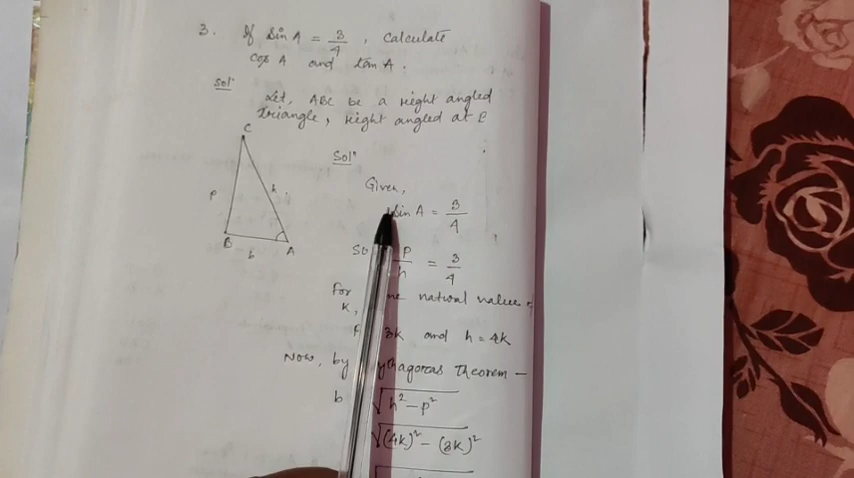 3. If sin A = 3/4, calculate
cos A and tan A.
Sol^n
Let, ABC be a right angled
triangle, right angled at B
C
p
h
B
b
A
Sol^n
Given,
sin A = 3/4
So p/h = 3/4
For natural value of
K, 3k and h = 4k
Now, by Theorem -
b √h² - p²
√(4k)² - (3k)²